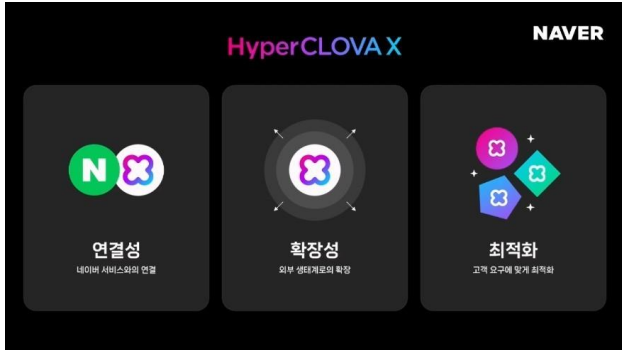 NAVER
HyperCLOVA X
N
연결성
네이버 서비스와의 연결
확장성
외부 생태계로의 확장
최적화
고객 요구에 맞게 최적화